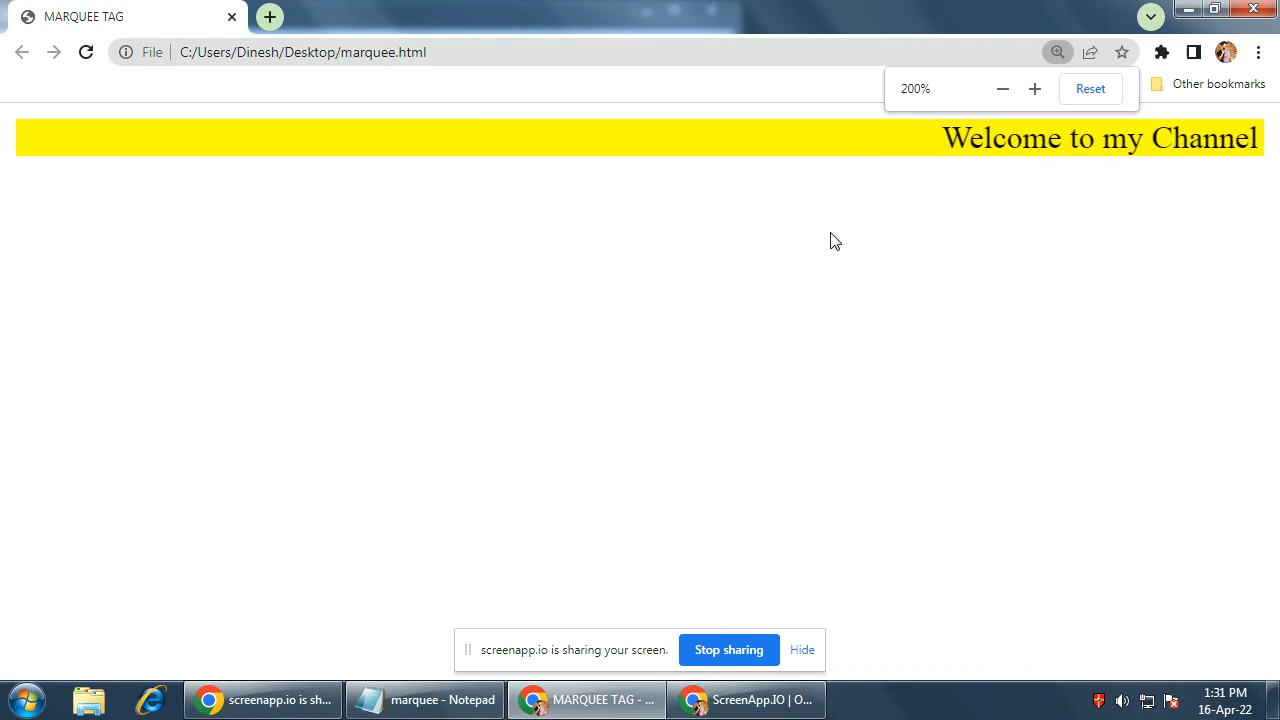 MARQUEE TAG
File C:/Users/Dinesh/Desktop/marquee.html
200% Reset
Other bookmarks
Welcome to my Channel
screenapp.io is sharing your screen. Stop sharing Hide
screenapp.io is sh... marquee - Notepad MARQUEE TAG - ... ScreenApp.IO | O...
1:31 PM
16-Apr-22